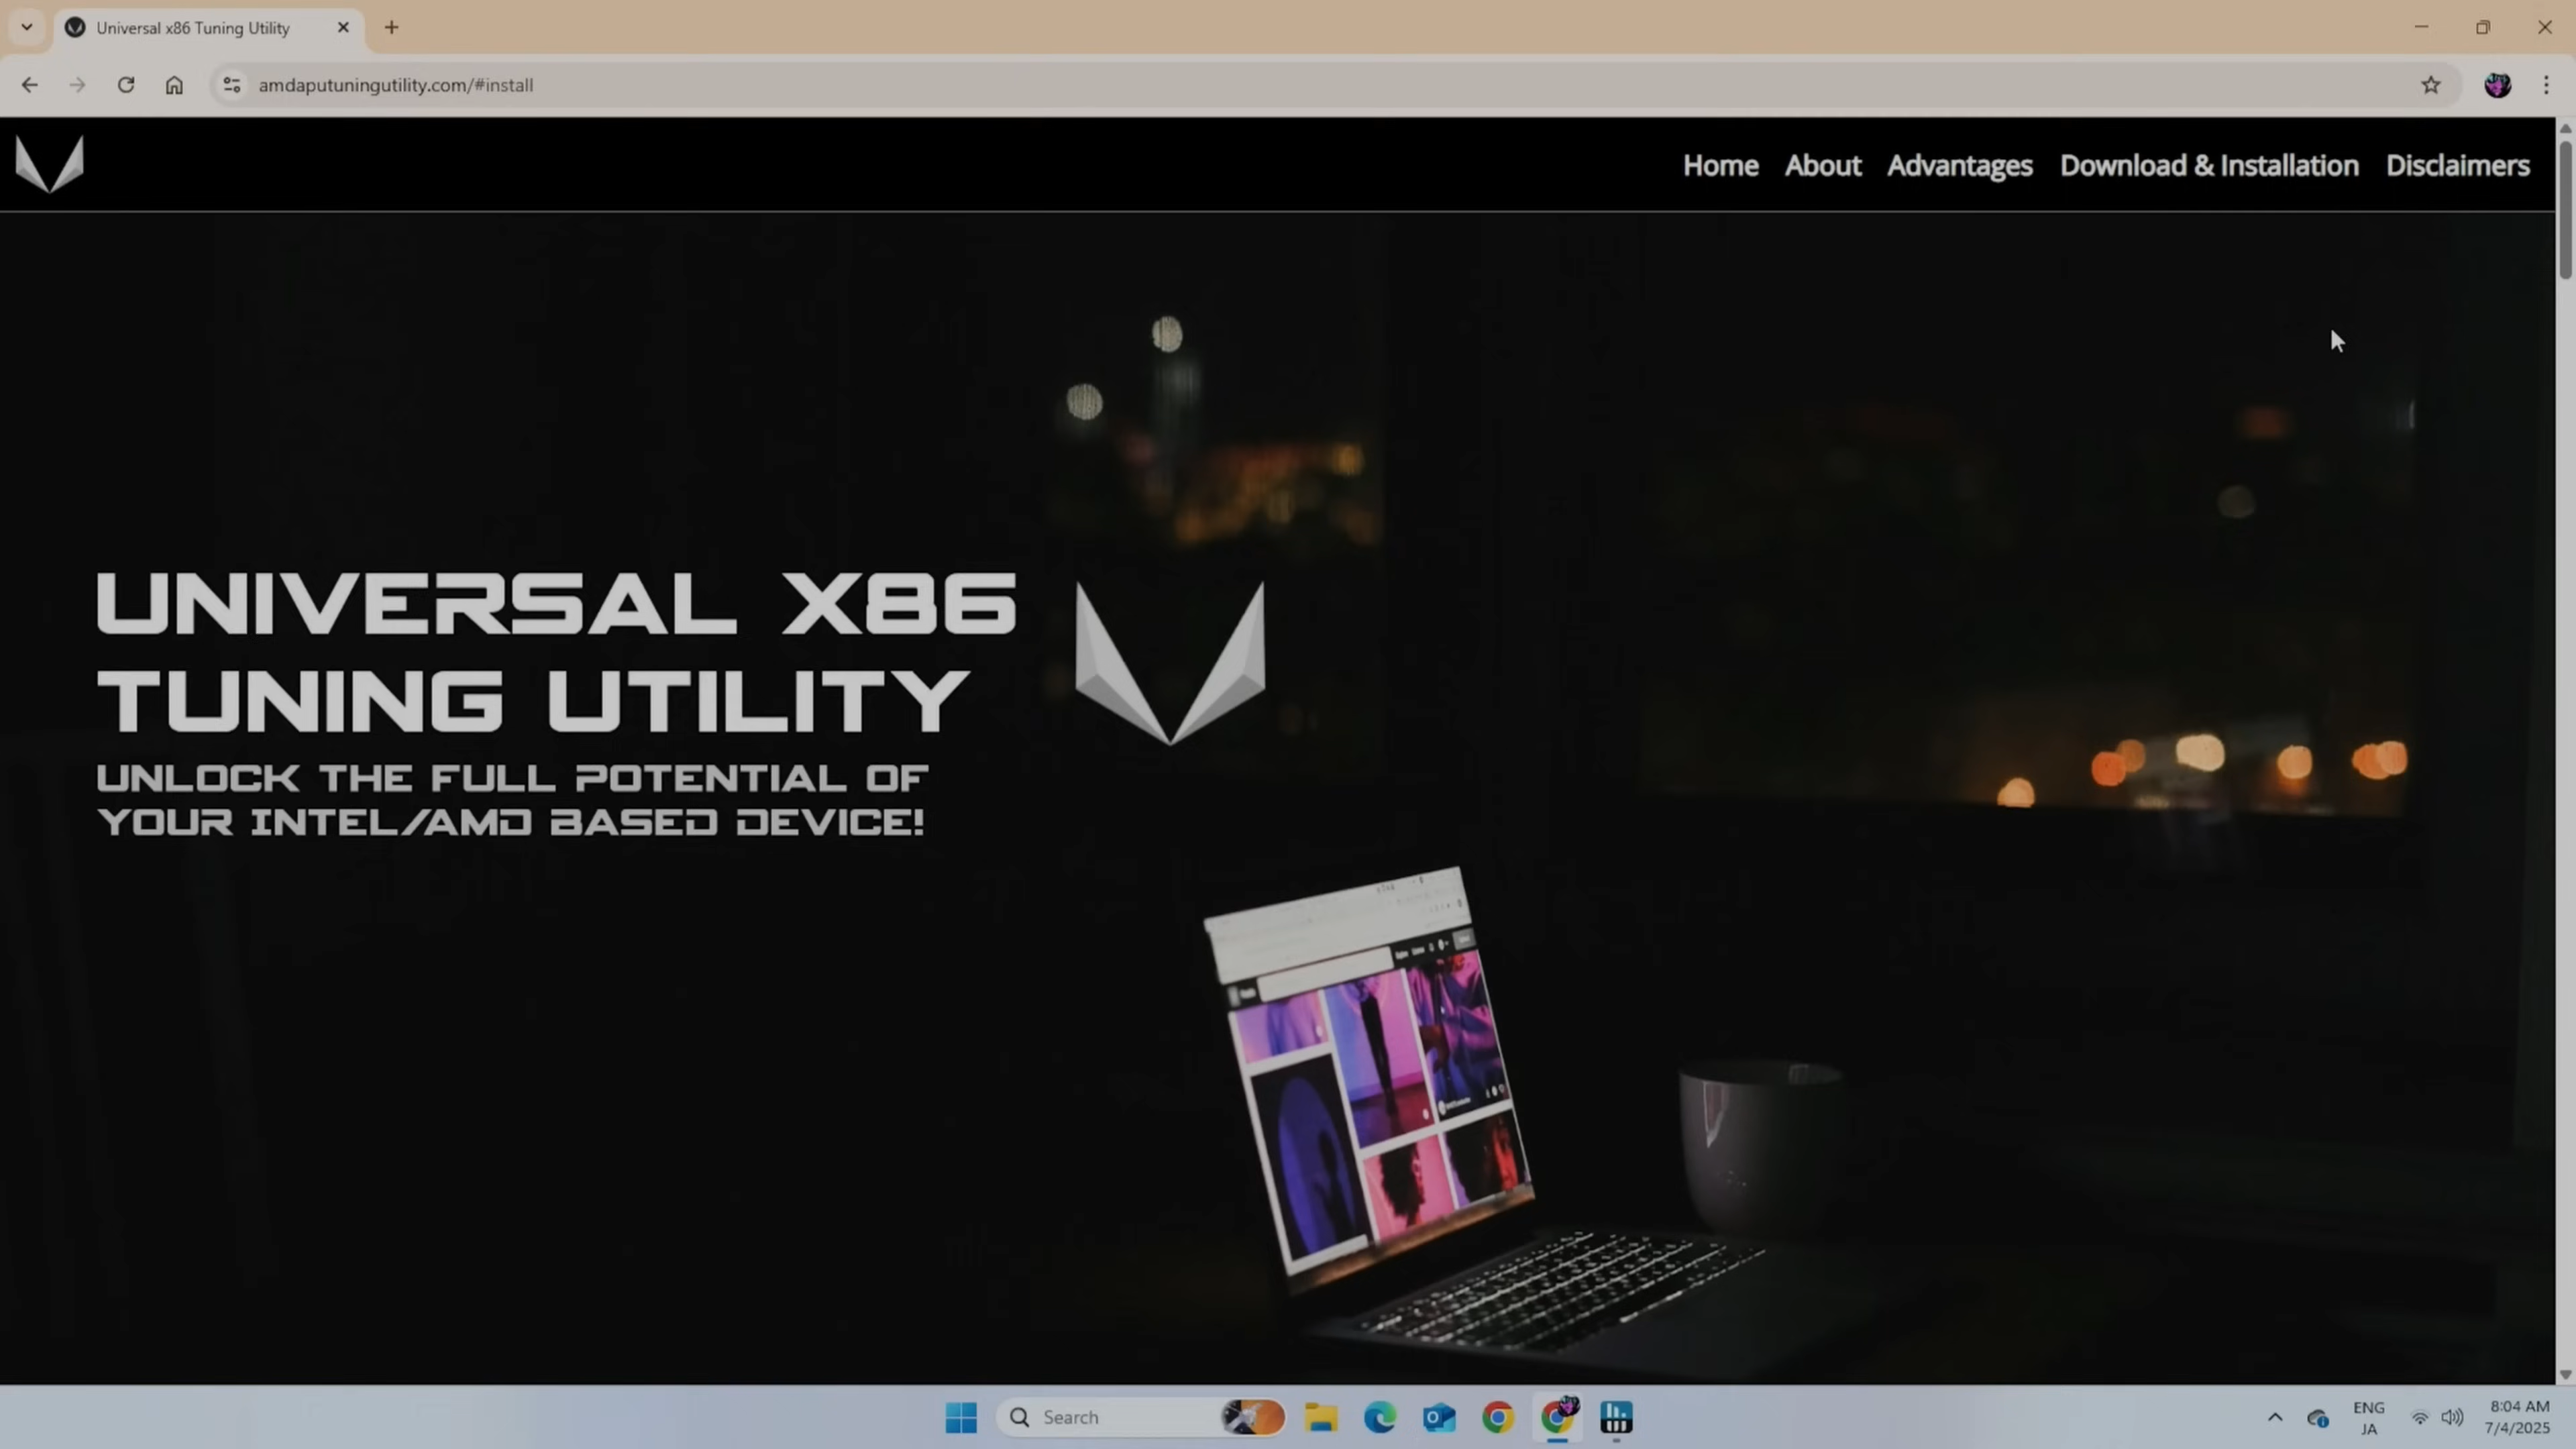 Universal x86 Tuning Utility
amdaputuningutility.com/#install
Home About Advantages Download & Installation Disclaimers
UNIVERSAL X86
TUNING UTILITY
UNLOCK THE FULL POTENTIAL OF
YOUR INTEL/AMD BASED DEVICE!
Search
ENG
JA
8:04 AM
7/4/2025